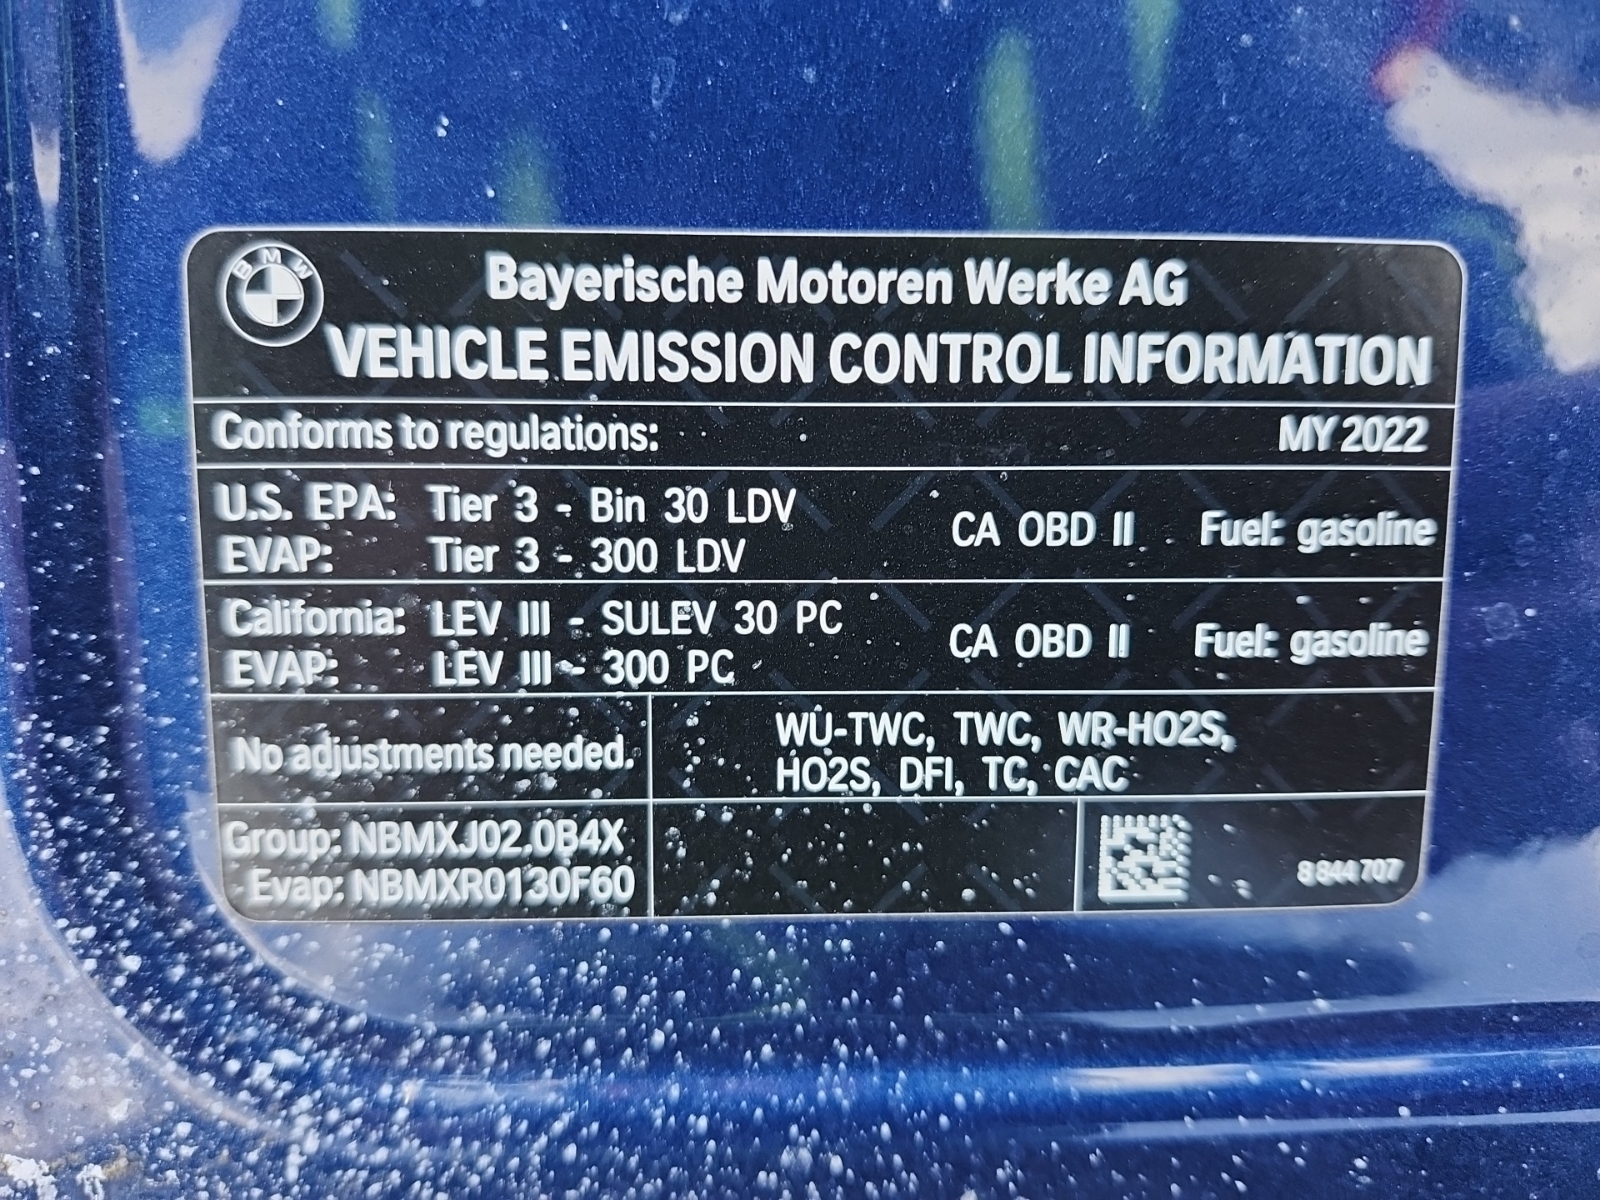 BMW
Bayerische Motoren Werke AG
VEHICLE EMISSION CONTROL INFORMATION
Conforms to regulations: MY 2022
U.S. EPA: Tier 3 - Bin 30 LDV
EVAP: Tier 3 - 300 LDV
CA OBD II Fuel: gasoline
California: LEV III - SULEV 30 PC
EVAP: LEV III - 300 PC
CA OBD II Fuel: gasoline
No adjustments needed.
WU-TWC, TWC, WR-HO2S,
HO2S, DFI, TC, CAC
Group: NBMXJ02.0B4X
Evap: NBMXR0130F60
8 844 707